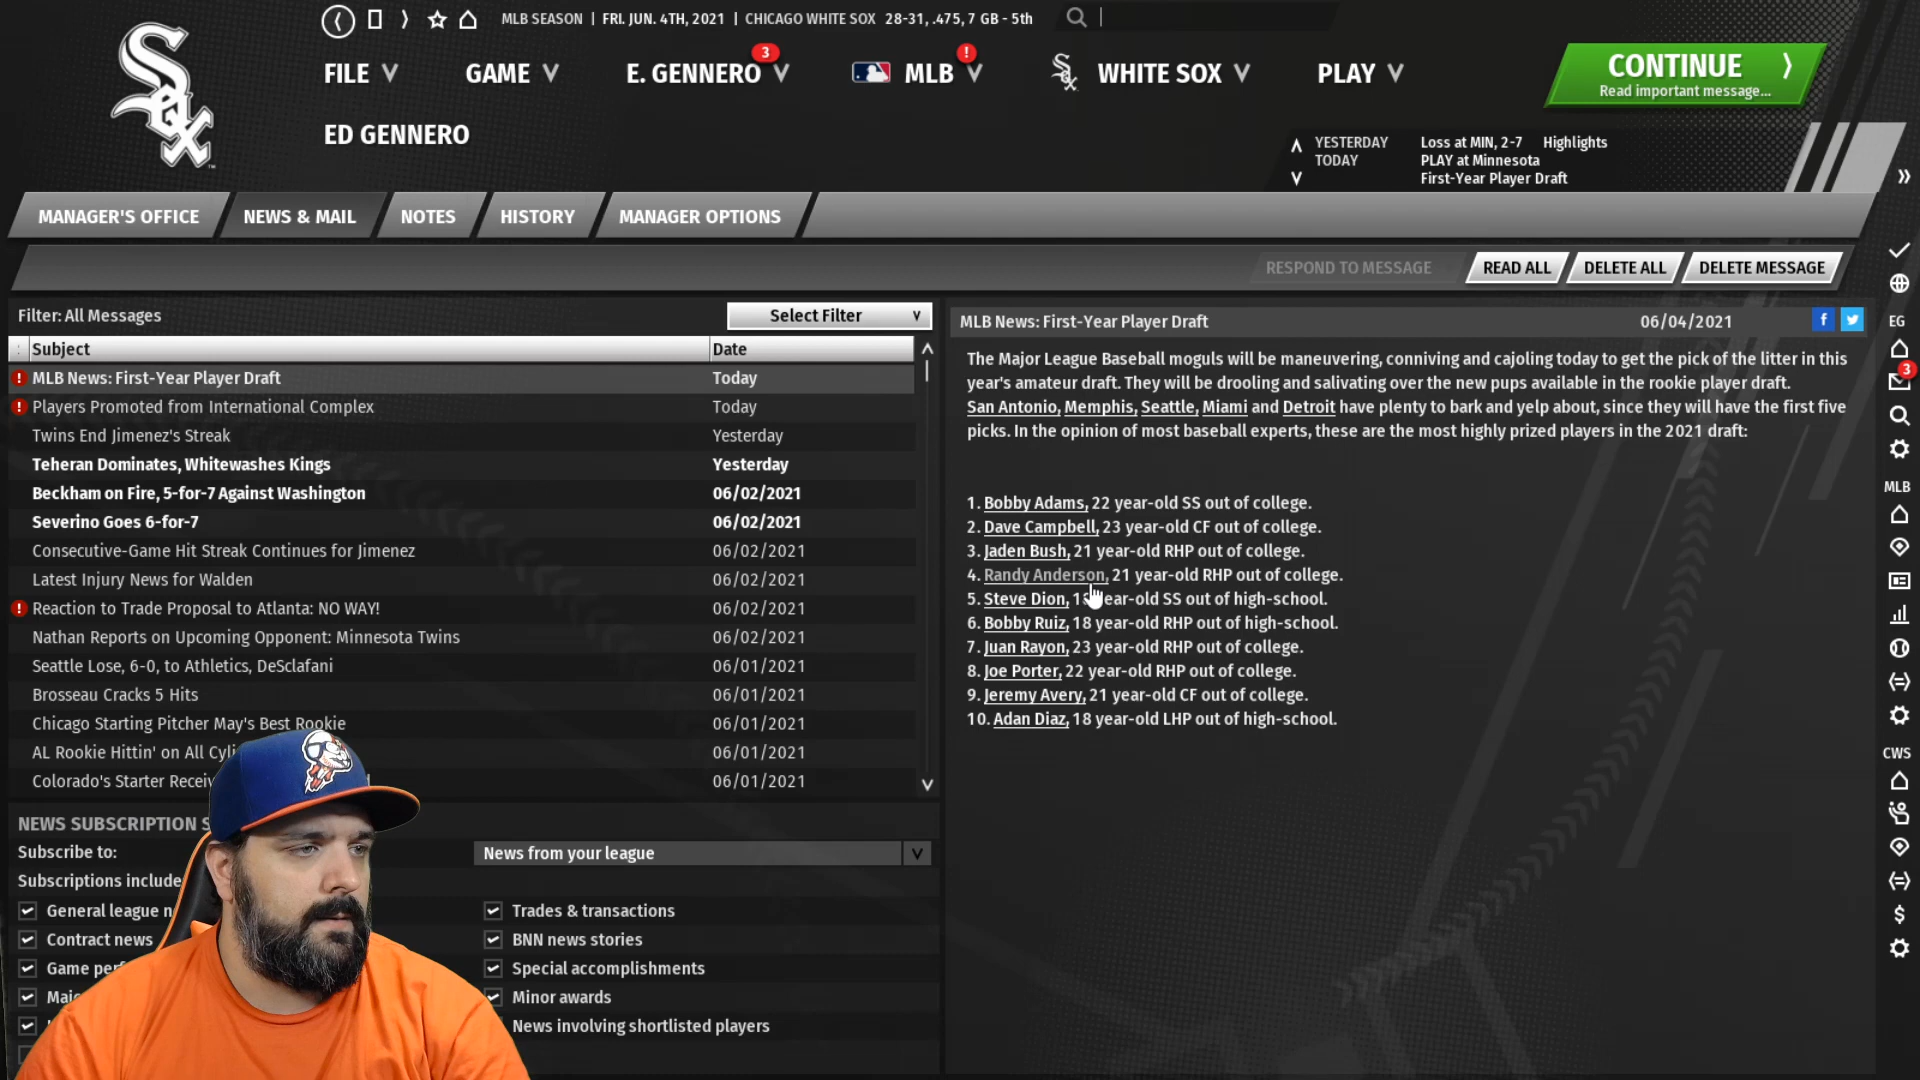 MLB SEASON | FRI. JUN. 4TH, 2021 | CHICAGO WHITE SOX 28-31, .475, 7 GB - 5th
Sox
FILE
GAME
E. GENNERO
3
MLB
!
WHITE SOX
PLAY
CONTINUE
Read important message...
ED GENNERO
YESTERDAY Loss at MIN, 2-7 Highlights
TODAY PLAY at Minnesota
First-Year Player Draft
MANAGER'S OFFICE
NEWS & MAIL
NOTES
HISTORY
MANAGER OPTIONS
RESPOND TO MESSAGE
READ ALL
DELETE ALL
DELETE MESSAGE
Filter: All Messages
Select Filter
: Subject Date
! MLB News: First-Year Player Draft Today
! Players Promoted from International Complex Today
Twins End Jimenez's Streak Yesterday
Teheran Dominates, Whitewashes Kings Yesterday
Beckham on Fire, 5-for-7 Against Washington 06/02/2021
Severino Goes 6-for-7 06/02/2021
Consecutive-Game Hit Streak Continues for Jimenez 06/02/2021
Latest Injury News for Walden 06/02/2021
! Reaction to Trade Proposal to Atlanta: NO WAY! 06/02/2021
Nathan Reports on Upcoming Opponent: Minnesota Twins 06/02/2021
Seattle Lose, 6-0, to Athletics, DeSclafani 06/01/2021
Brosseau Cracks 5 Hits 06/01/2021
Chicago Starting Pitcher May's Best Rookie 06/01/2021
AL Rookie Hittin' on All 06/01/2021
Colorado's Starter 06/01/2021
MLB News: First-Year Player Draft 06/04/2021
The Major League Baseball moguls will be maneuvering, conniving and cajoling today to get the pick of the litter in this
year's amateur draft. They will be drooling and salivating over the new pups available in the rookie player draft.
San Antonio, Memphis, Seattle, Miami and Detroit have plenty to bark and yelp about, since they will have the first five
picks. In the opinion of most baseball experts, these are the most highly prized players in the 2021 draft:
1. Bobby Adams, 22 year-old SS out of college.
2. Dave Campbell, 23 year-old CF out of college.
3. Jaden Bush, 21 year-old RHP out of college.
4. Randy Anderson, 21 year-old RHP out of college.
5. Steve Dion, year-old SS out of high-school.
6. Bobby Ruiz, 18 year-old RHP out of high-school.
7. Juan Rayon, 23 year-old RHP out of college.
8. Joe Porter, 22 year-old RHP out of college.
9. Jeremy Avery, 21 year-old CF out of college.
10. Adan Diaz, 18 year-old LHP out of high-school.
NEWS SUBSCRIPTION
Subscribe to: News from your league
Subscriptions
General league Trades & transactions
Contract news BNN news stories
Game Special accomplishments
Minor awards
News involving shortlisted players
EG
3
MLB
CWS
$